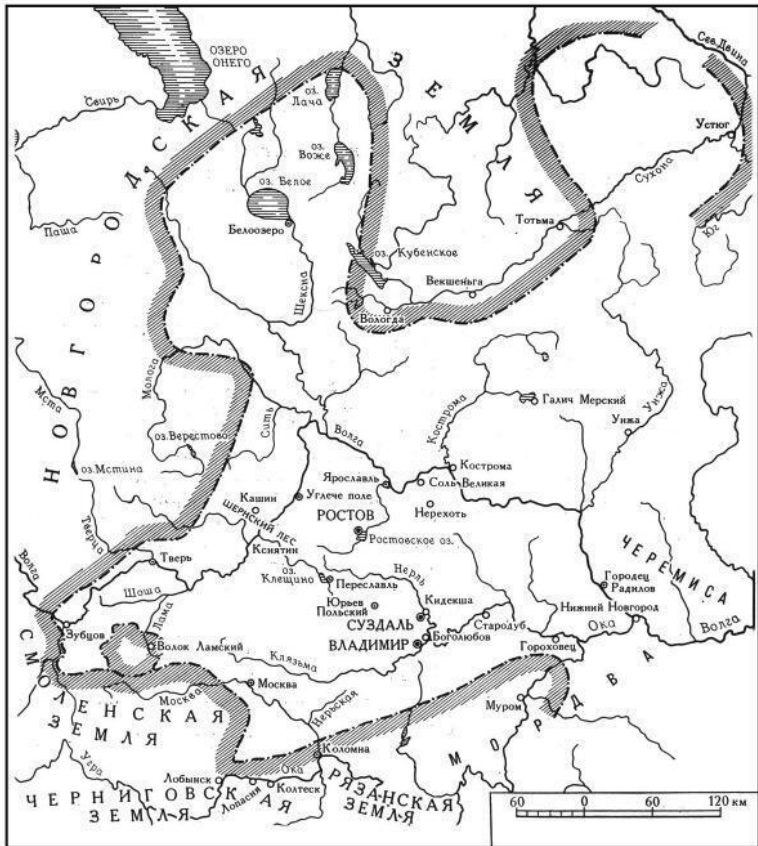 ОЗЕРО
ОНЕГО
Свирь
оз.
Лача
оз.
Воже
оз. Белое
Белоозеро
Шексна
Паша
НОВГОРОДСКАЯ
ЗЕМЛЯ
Сев. Двина
Устюг
Сухона
Юг
Тотьма
оз. Кубенское
Векшеньга
Вологда
Молога
Мста
оз. Верестово
Сить
оз. Мстина
Волга
Кострома
Галич Мерский
Унжа
Унжа
Кострома
Ярославль
Соль Великая
Нерехоть
Углече поле
Кашин
ШЕРНСКИЙ ЛЕС
РОСТОВ
Ростовское оз.
Тверца
Тверь
Кснятин
оз.
Клещино
Переславль
Нерль
Волга
Шоша
Юрьев
Польский
Кидекша
СУЗДАЛЬ
Боголюбов
ВЛАДИМИР
Стародуб
Гороховец
Нижний Новгород
Городец
Радилов
ЧЕРЕМИСА
Ока
Волга
Зубцов
Лама
Волок Ламский
Клязьма
Москва
Москва
Нерьская
Муром
МОРДВА
СМОЛЕНСКАЯ
ЗЕМЛЯ
Угра
Коломна
Ока
Лобынск
Лопасня
Колтеск
ЧЕРНИГОВСКАЯ
ЗЕМЛЯ
РЯЗАНСКАЯ
ЗЕМЛЯ
60 0 60 120 км